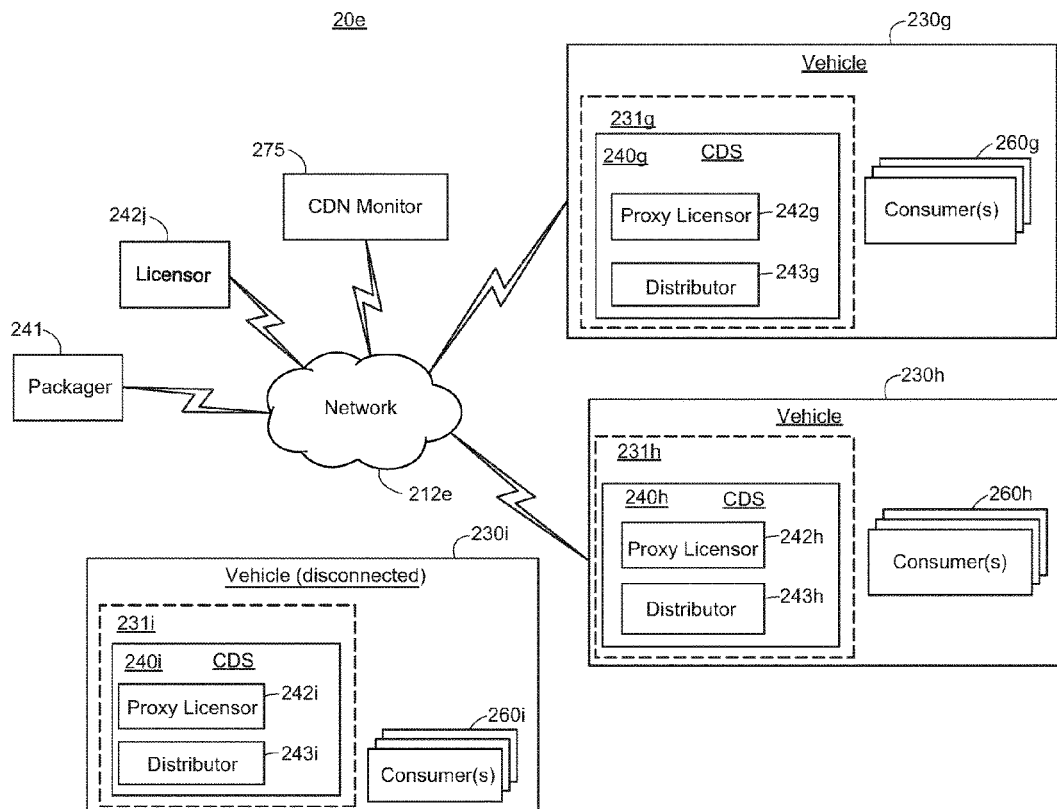 20e
230g
Vehicle
231g
240g CDS
Proxy Licensor 242g
Distributor 243g
260g
Consumer(s)
275
CDN Monitor
242j
Licensor
241
Packager
Network
212e
230h
Vehicle
231h
240h CDS
Proxy Licensor 242h
Distributor 243h
260h
Consumer(s)
230i
Vehicle (disconnected)
231i
240i CDS
Proxy Licensor 242i
Distributor 243i
260i
Consumer(s)